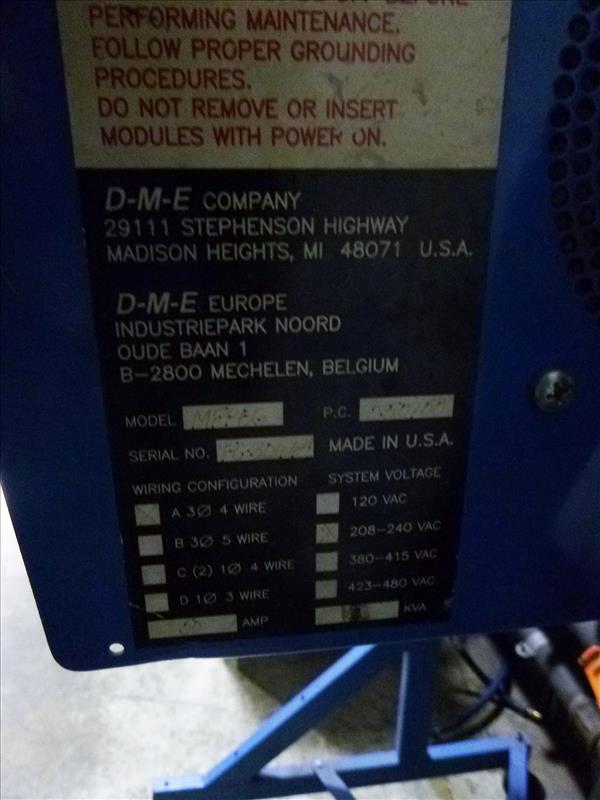 PERFORMING MAINTENANCE.
FOLLOW PROPER GROUNDING
PROCEDURES.
DO NOT REMOVE OR INSERT
MODULES WITH POWER ON.
D-M-E COMPANY
29111 STEPHENSON HIGHWAY
MADISON HEIGHTS, MI 48071 U.S.A.
D-M-E EUROPE
INDUSTRIEPARK NOORD
OUDE BAAN 1
B-2800 MECHELEN, BELGIUM
MODEL P.C.
SERIAL NO. MADE IN U.S.A.
WIRING CONFIGURATION SYSTEM VOLTAGE
A 3Ø 4 WIRE 120 VAC
B 3Ø 5 WIRE 208-240 VAC
C (2) 1Ø 4 WIRE 380-415 VAC
D 1Ø 3 WIRE 423-480 VAC
AMP KVA